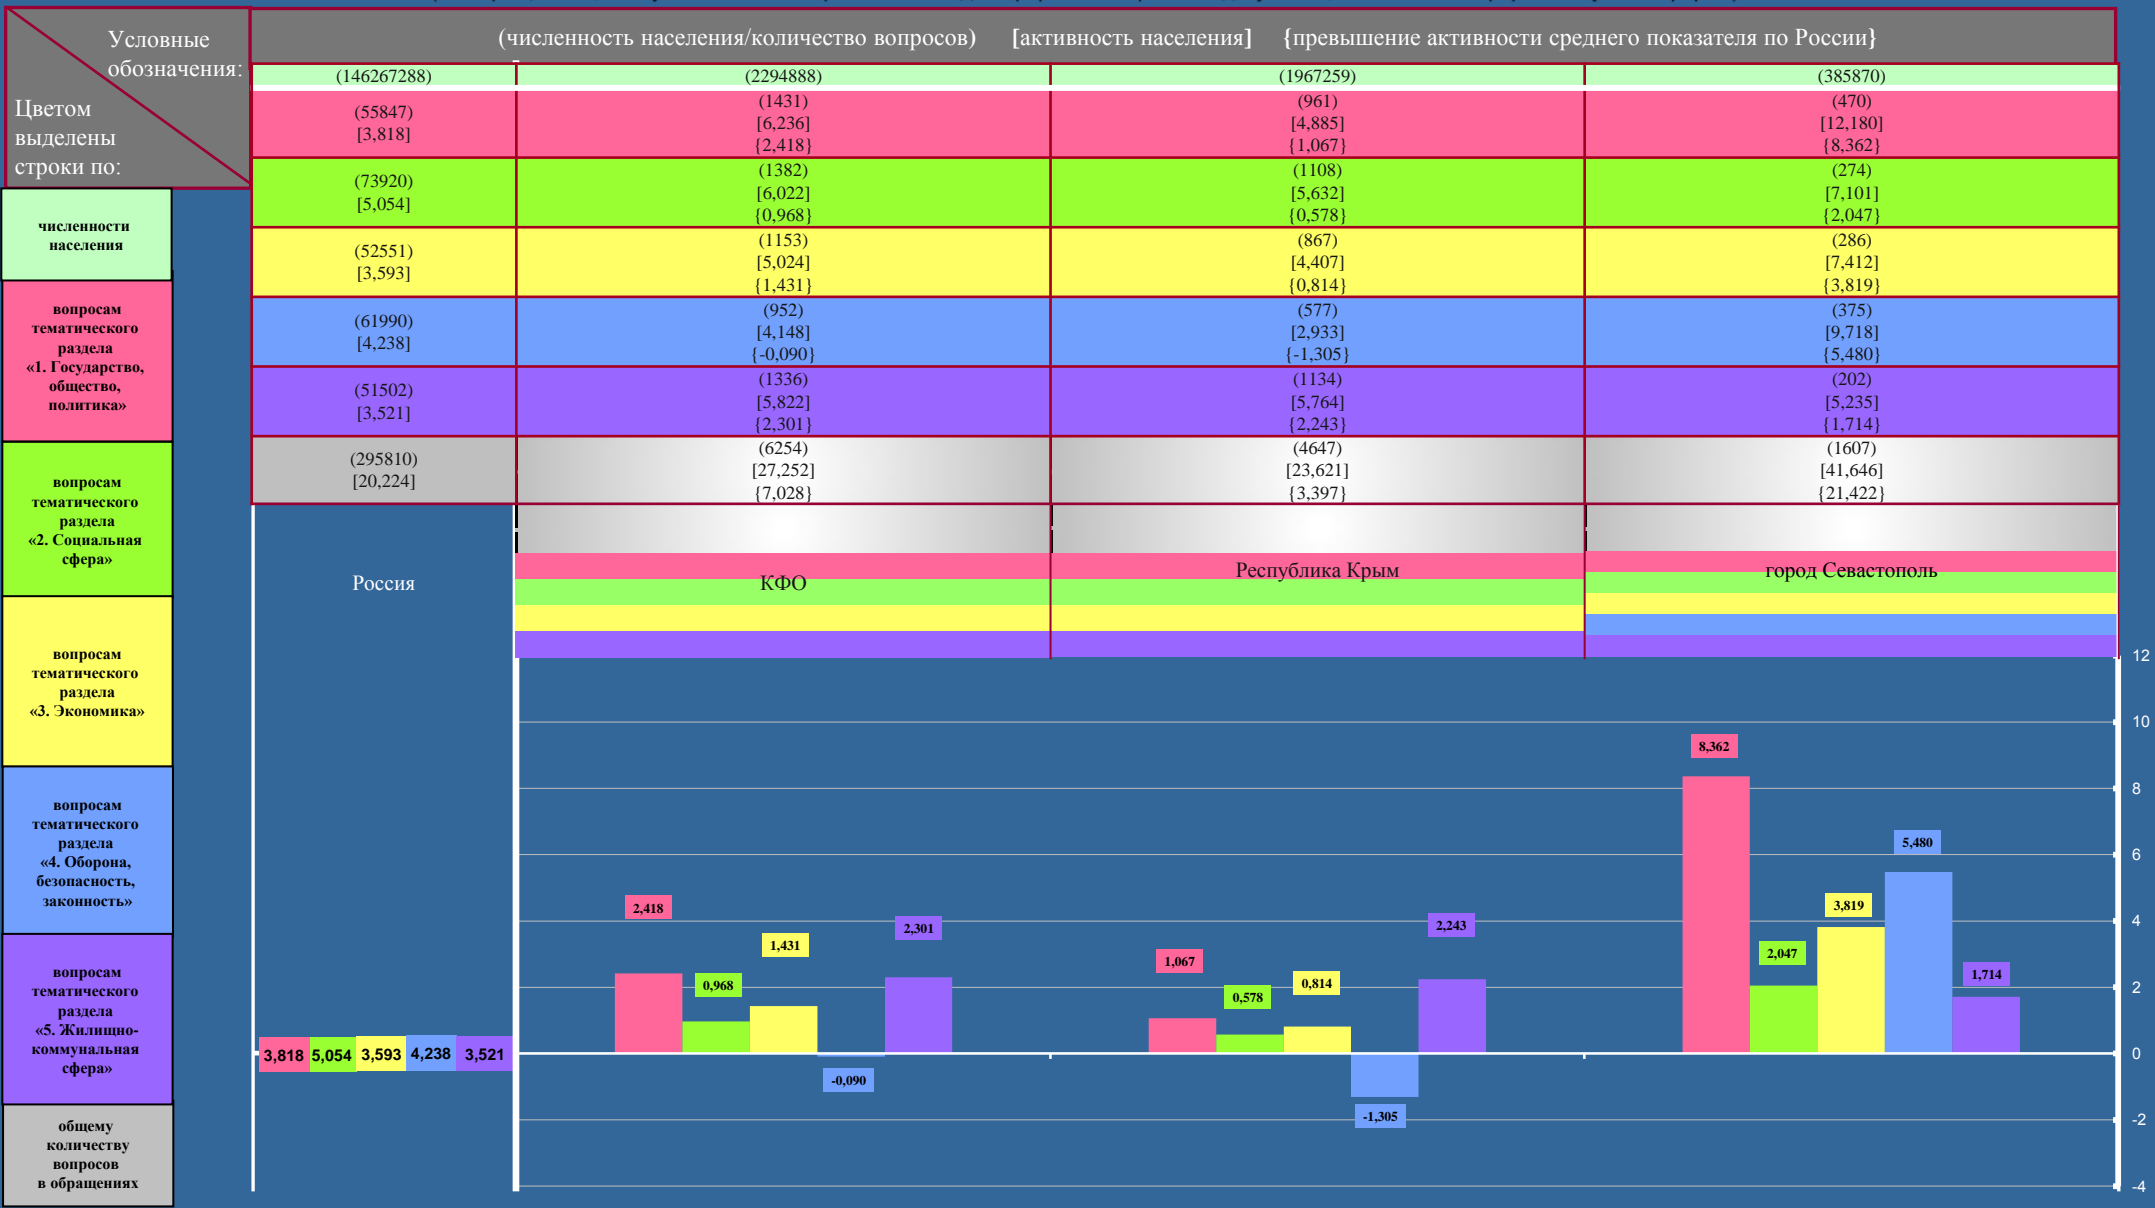 Условные
обозначения:
Цветом
выделены
строки по:
(численность населения/количество вопросов) [активность населения] {превышение активности среднего показателя по России}
(146267288) (2294888) (1967259) (385870)
(55847)
[3,818]
(1431)
[6,236]
{2,418}
(961)
[4,885]
{1,067}
(470)
[12,180]
{8,362}
(73920)
[5,054]
(1382)
[6,022]
{0,968}
(1108)
[5,632]
{0,578}
(274)
[7,101]
{2,047}
(52551)
[3,593]
(1153)
[5,024]
{1,431}
(867)
[4,407]
{0,814}
(286)
[7,412]
{3,819}
(61990)
[4,238]
(952)
[4,148]
{-0,090}
(577)
[2,933]
{-1,305}
(375)
[9,718]
{5,480}
(51502)
[3,521]
(1336)
[5,822]
{2,301}
(1134)
[5,764]
{2,243}
(202)
[5,235]
{1,714}
(295810)
[20,224]
(6254)
[27,252]
{7,028}
(4647)
[23,621]
{3,397}
(1607)
[41,646]
{21,422}
численности
населения
вопросам
тематического
раздела
«1. Государство,
общество,
политика»
вопросам
тематического
раздела
«2. Социальная
сфера»
вопросам
тематического
раздела
«3. Экономика»
вопросам
тематического
раздела
«4. Оборона,
безопасность,
законность»
вопросам
тематического
раздела
«5. Жилищно-
коммунальная
сфера»
общему
количеству
вопросов
в обращениях
Россия
КФО
Республика Крым
город Севастополь
3,818 5,054 3,593 4,238 3,521
2,418
0,968
1,431
-0,090
2,301
1,067
0,578
0,814
-1,305
2,243
8,362
2,047
3,819
5,480
1,714
12
10
8
6
4
2
0
-2
-4